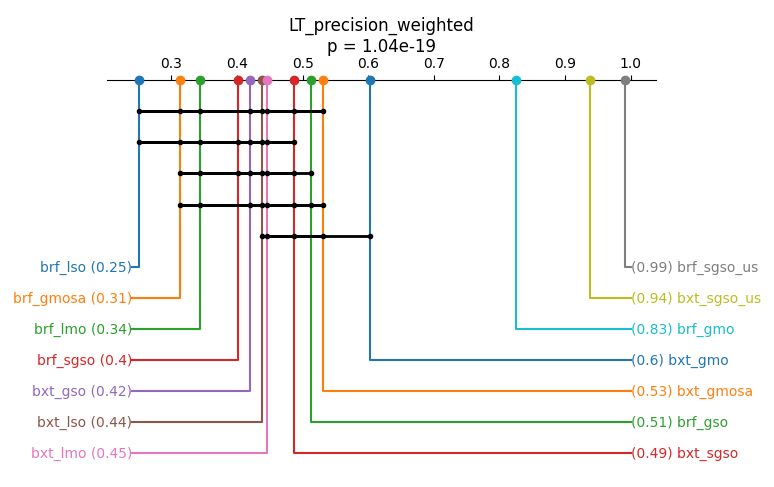 LT_precision_weighted
p = 1.04e-19
0.3 0.4 0.5 0.6 0.7 0.8 0.9 1.0
brf_lso (0.25) (0.99) brf_sgso_us
brf_gmosa (0.31) (0.94) bxt_sgso_us
brf_lmo (0.34) (0.83) brf_gmo
brf_sgso (0.4) (0.6) bxt_gmo
bxt_gso (0.42) (0.53) bxt_gmosa
bxt_lso (0.44) (0.51) brf_gso
bxt_lmo (0.45) (0.49) bxt_sgso